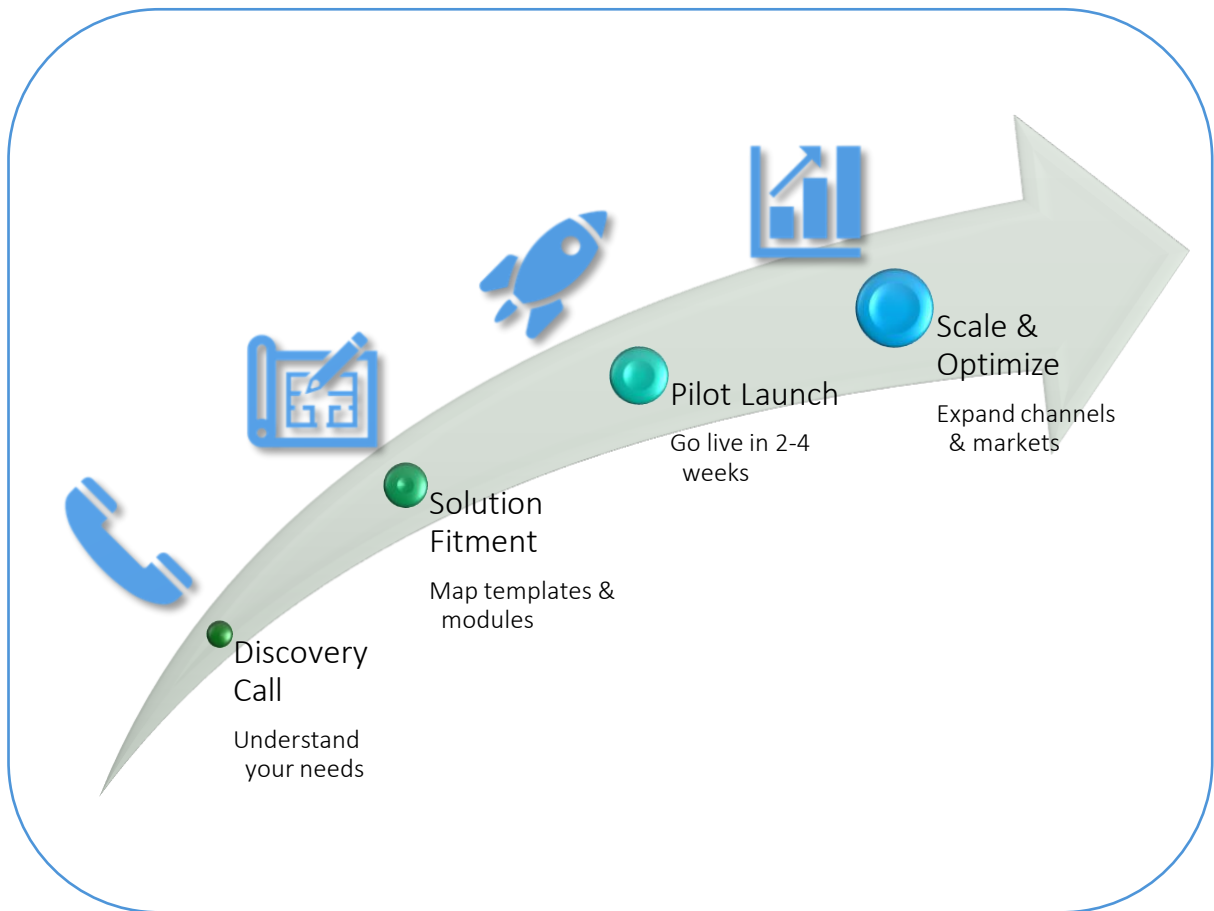 Discovery
Call
Understand
your needs
Solution
Fitment
Map templates &
modules
Pilot Launch
Go live in 2-4
weeks
Scale &
Optimize
Expand channels
& markets